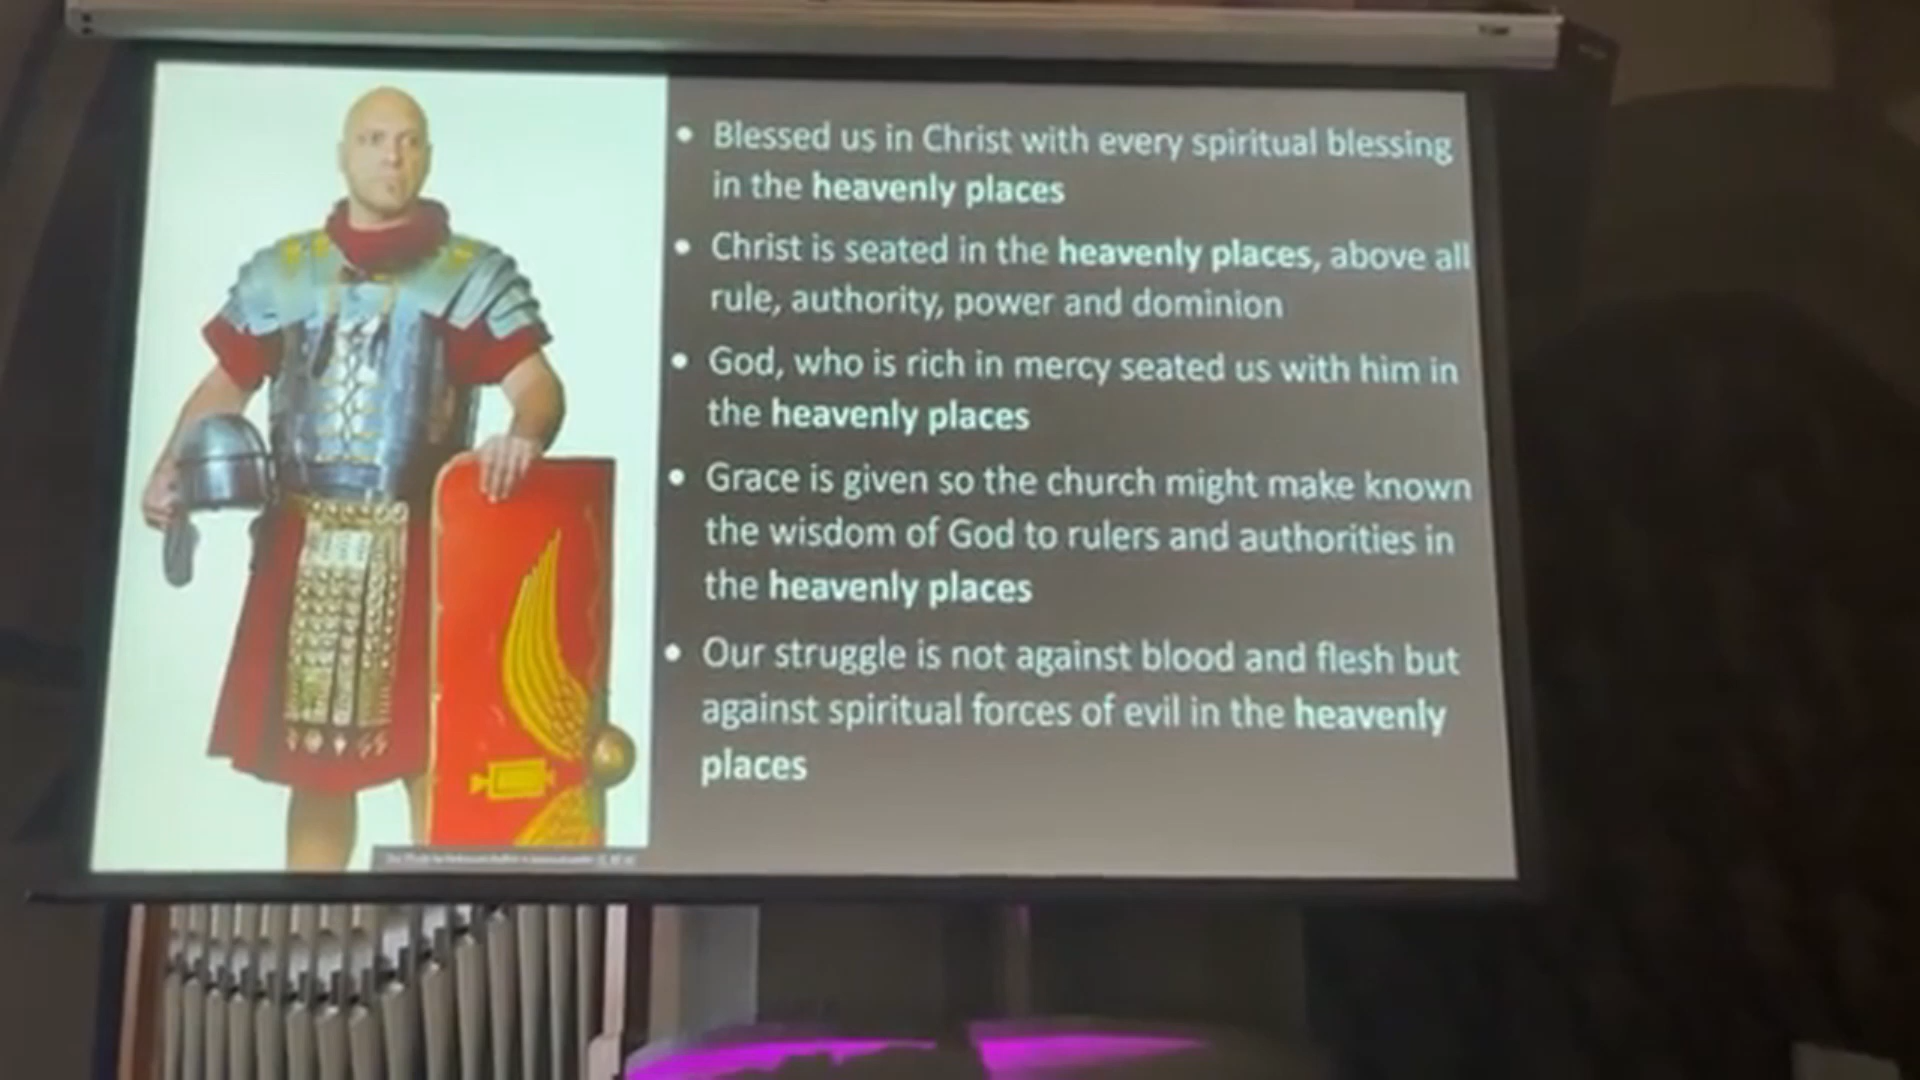 • Blessed us in Christ with every spiritual blessing
in the heavenly places
• Christ is seated in the heavenly places, above all
rule, authority, power and dominion
• God, who is rich in mercy seated us with him in
the heavenly places
• Grace is given so the church might make known
the wisdom of God to rulers and authorities in
the heavenly places
• Our struggle is not against blood and flesh but
against spiritual forces of evil in the heavenly
places